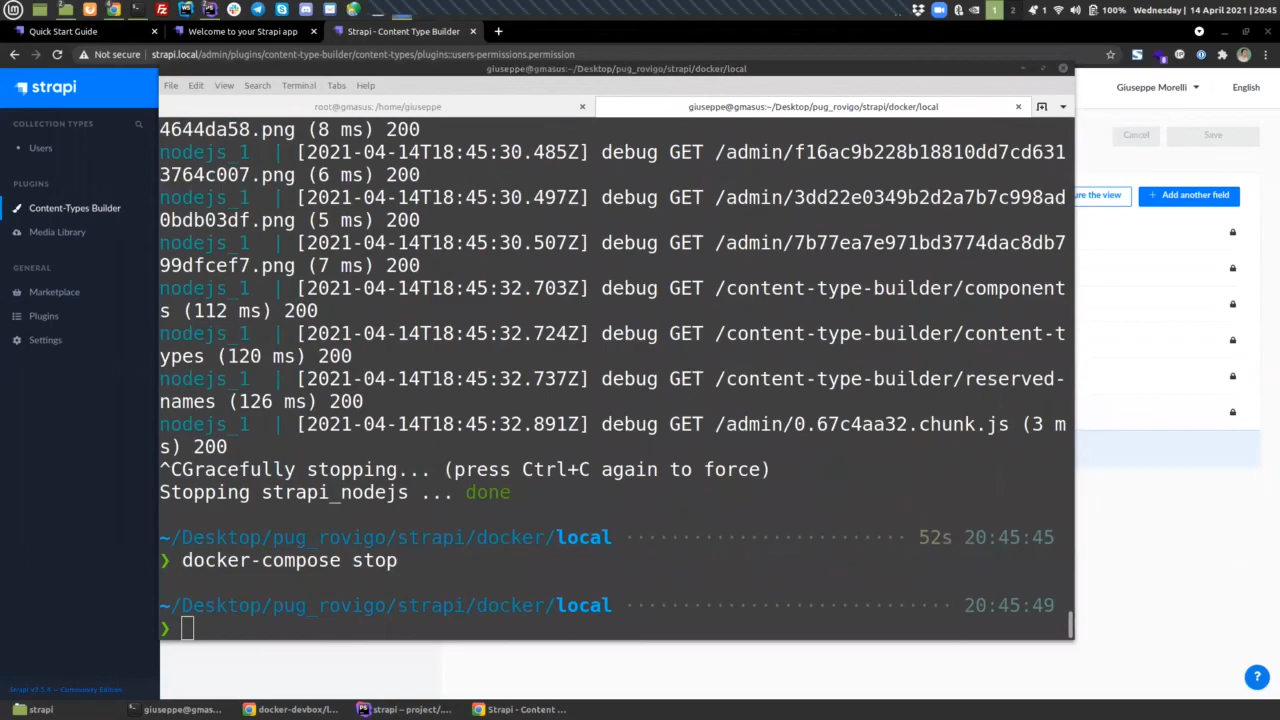 100%
Wednesday | 14 April 2021, 20:45
Quick Start Guide
Welcome to your Strapi app
Strapi - Content Type Builder
Not secure
strapi.local/admin/plugins/content-type-builder/content-types/plugins::users-permissions.permission
giuseppe@gmasus:~/Desktop/pug_rovigo/strapi/docker/local
strapi
File Edit View Search Terminal Tabs Help
Giuseppe Morelli
English
root@gmasus: /home/giuseppe
giuseppe@gmasus:~/Desktop/pug_rovigo/strapi/docker/local
COLLECTION TYPES
Users
PLUGINS
Content-Types Builder
Media Library
GENERAL
Marketplace
Plugins
Settings
Strapi v3.5.4 — Community Edition
Cancel
Save
ure the view
+ Add another field
4644da58.png (8 ms) 200
nodejs_1 | [2021-04-14T18:45:30.485Z] debug GET /admin/f16ac9b228b18810dd7cd631
3764c007.png (6 ms) 200
nodejs_1 | [2021-04-14T18:45:30.497Z] debug GET /admin/3dd22e0349b2d2a7b7c998ad
0bdb03df.png (5 ms) 200
nodejs_1 | [2021-04-14T18:45:30.507Z] debug GET /admin/7b77ea7e971bd3774dac8db7
99dfcef7.png (7 ms) 200
nodejs_1 | [2021-04-14T18:45:32.703Z] debug GET /content-type-builder/component
s (112 ms) 200
nodejs_1 | [2021-04-14T18:45:32.724Z] debug GET /content-type-builder/content-t
ypes (120 ms) 200
nodejs_1 | [2021-04-14T18:45:32.737Z] debug GET /content-type-builder/reserved-
names (126 ms) 200
nodejs_1 | [2021-04-14T18:45:32.891Z] debug GET /admin/0.67c4aa32.chunk.js (3 m
s) 200
^CGracefully stopping... (press Ctrl+C again to force)
Stopping strapi_nodejs ... done
~/Desktop/pug_rovigo/strapi/docker/local 52s 20:45:45
❯ docker-compose stop
~/Desktop/pug_rovigo/strapi/docker/local 20:45:49
❯
?
strapi
giuseppe@gmas...
docker-devbox/l...
strapi – project/....
Strapi - Content ...